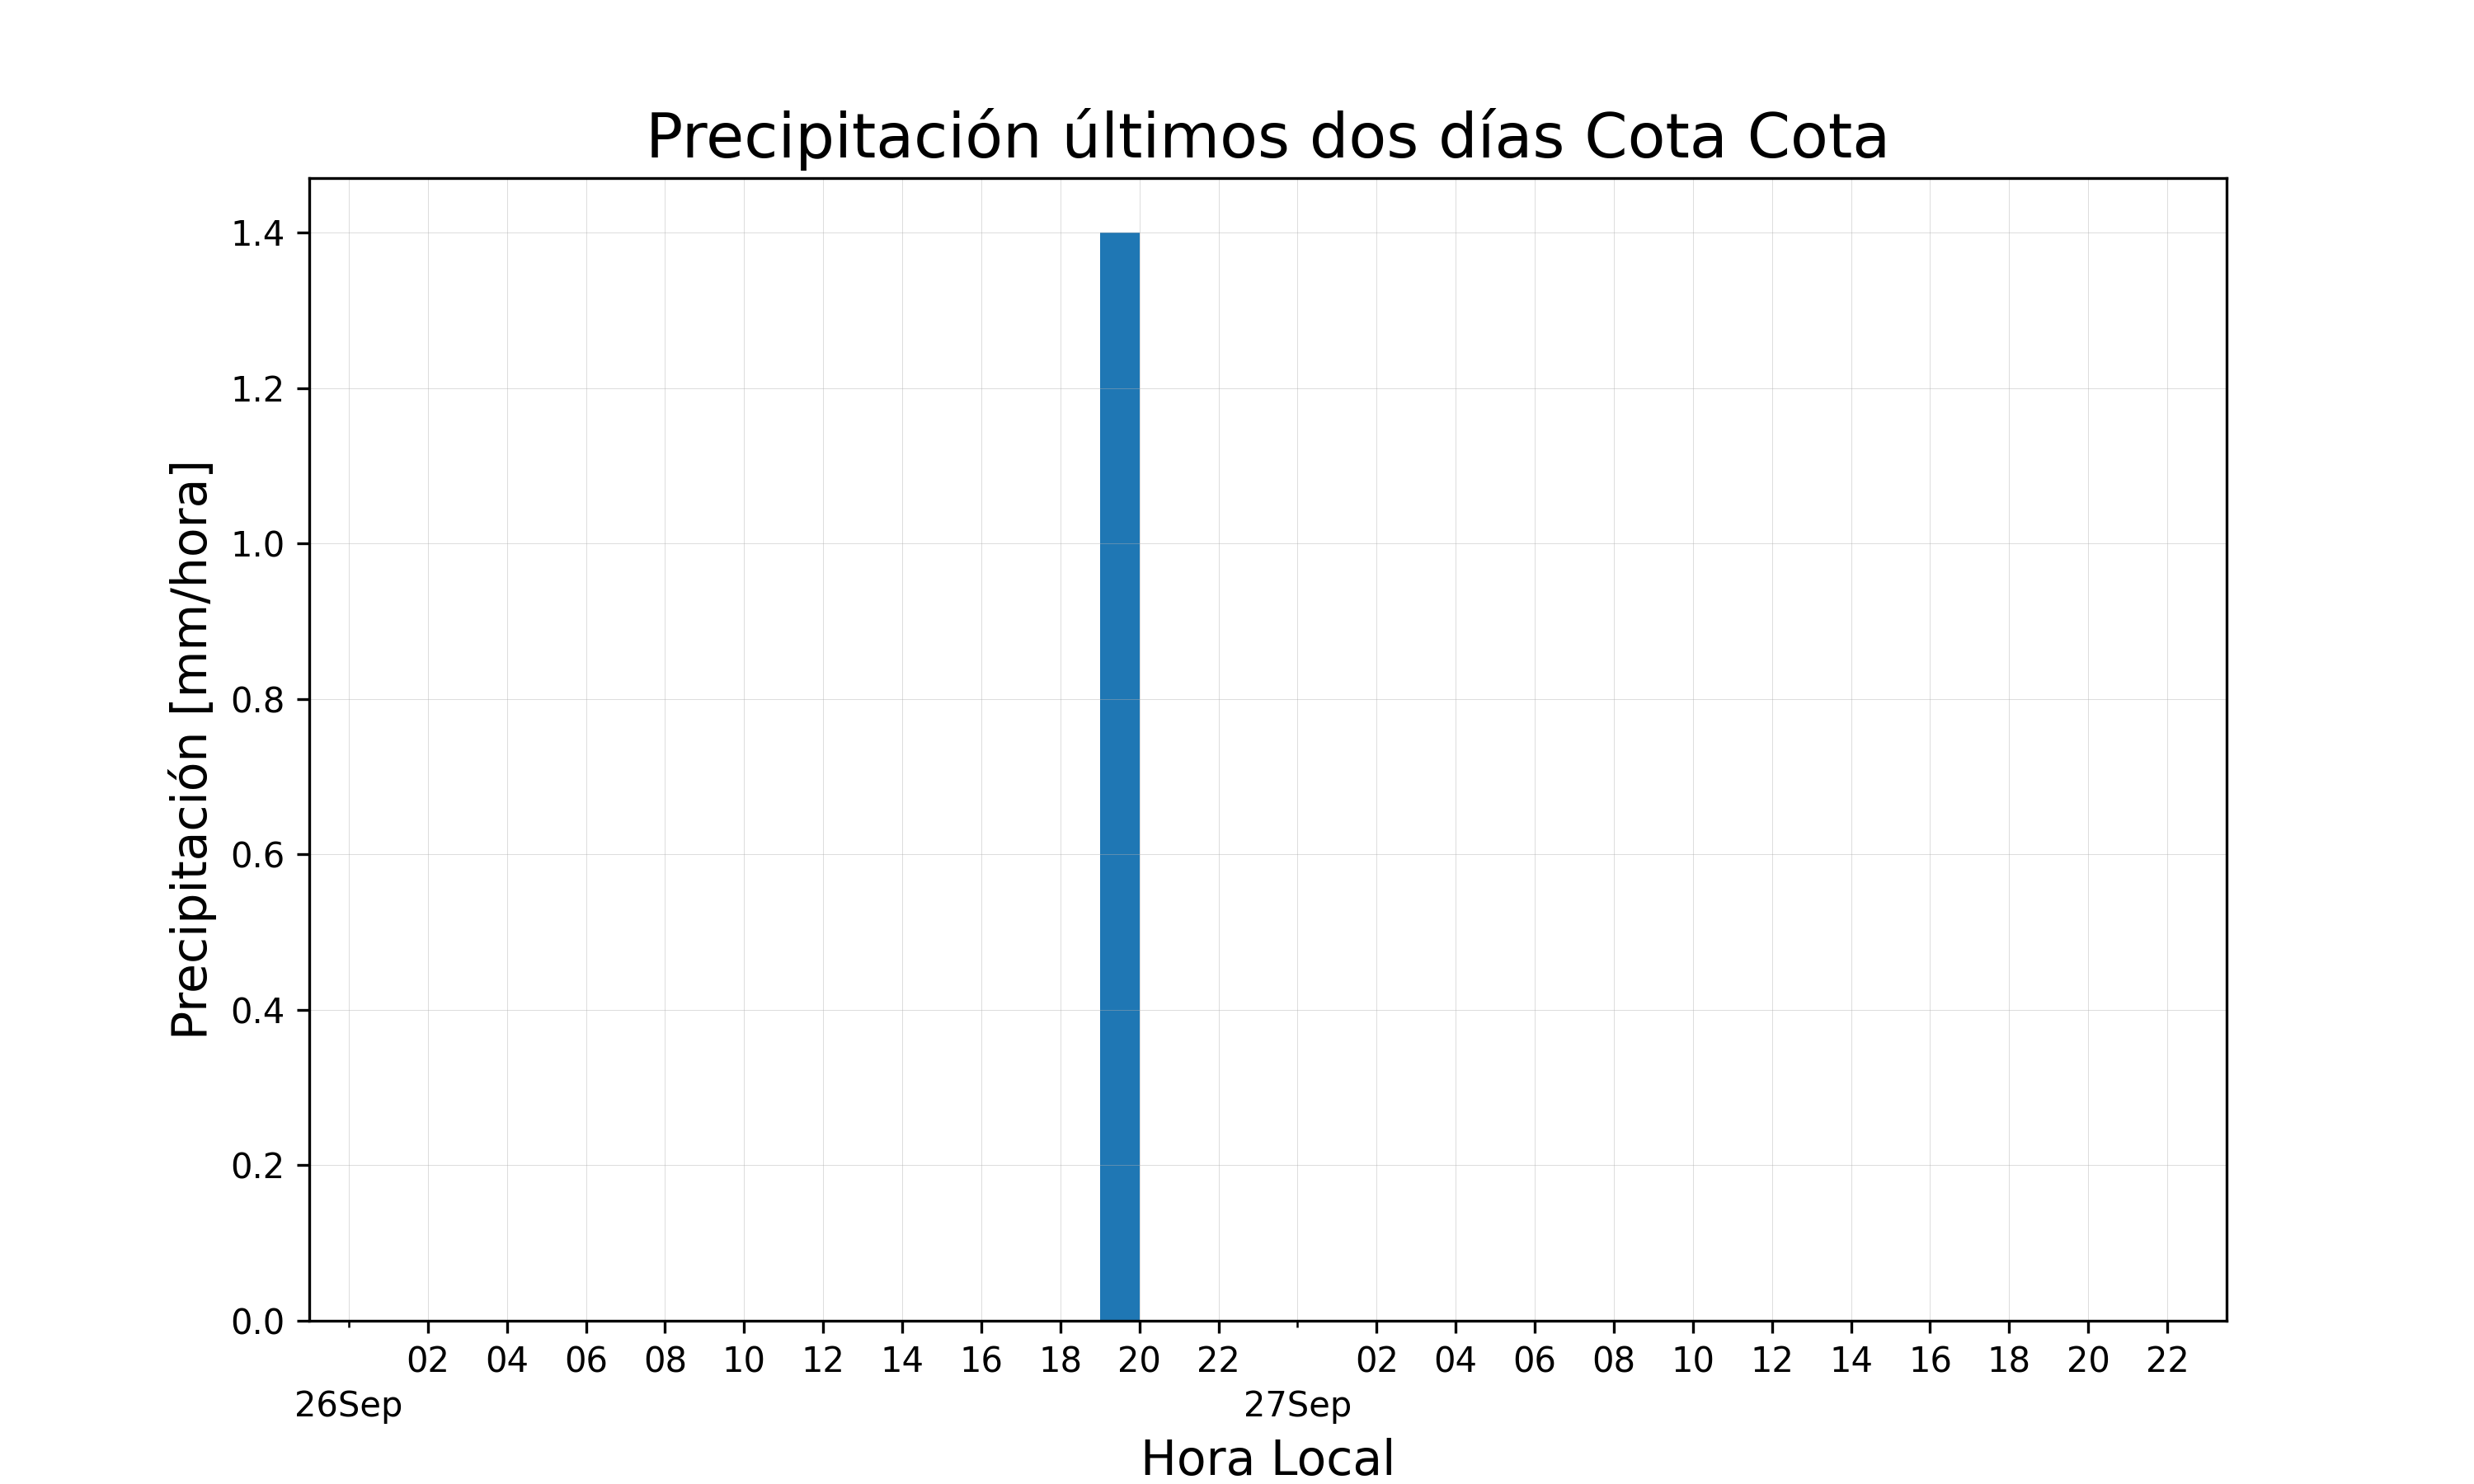 Precipitación últimos dos días Cota Cota
Precipitación [mm/hora]
1.4
1.2
1.0
0.8
0.6
0.4
0.2
0.0
02 04 06 08 10 12 14 16 18 20 22 02 04 06 08 10 12 14 16 18 20 22
26Sep 27Sep
Hora Local